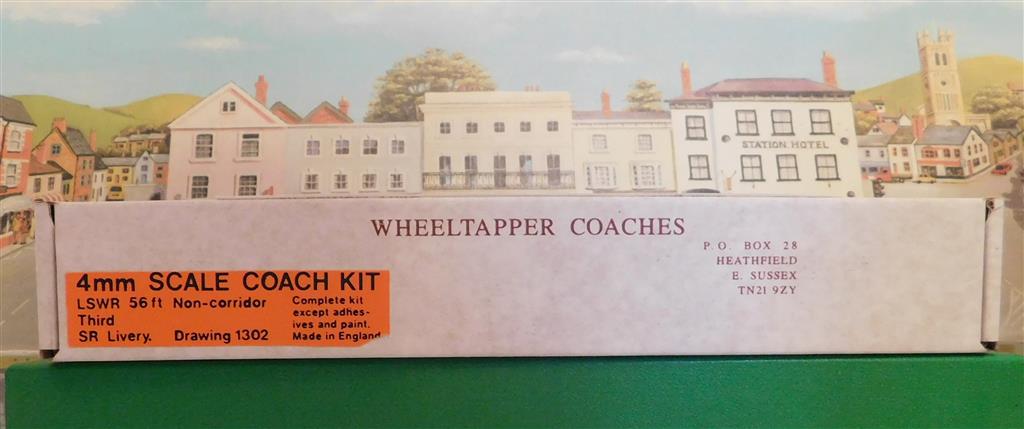 STATION HOTEL
WHEELTAPPER COACHES
P.O. BOX 28
HEATHFIELD
E. SUSSEX
TN21 9ZY
4mm SCALE COACH KIT
LSWR 56ft Non-corridor
Third
SR Livery. Drawing 1302
Complete kit
except adhes-
ives and paint.
Made in England